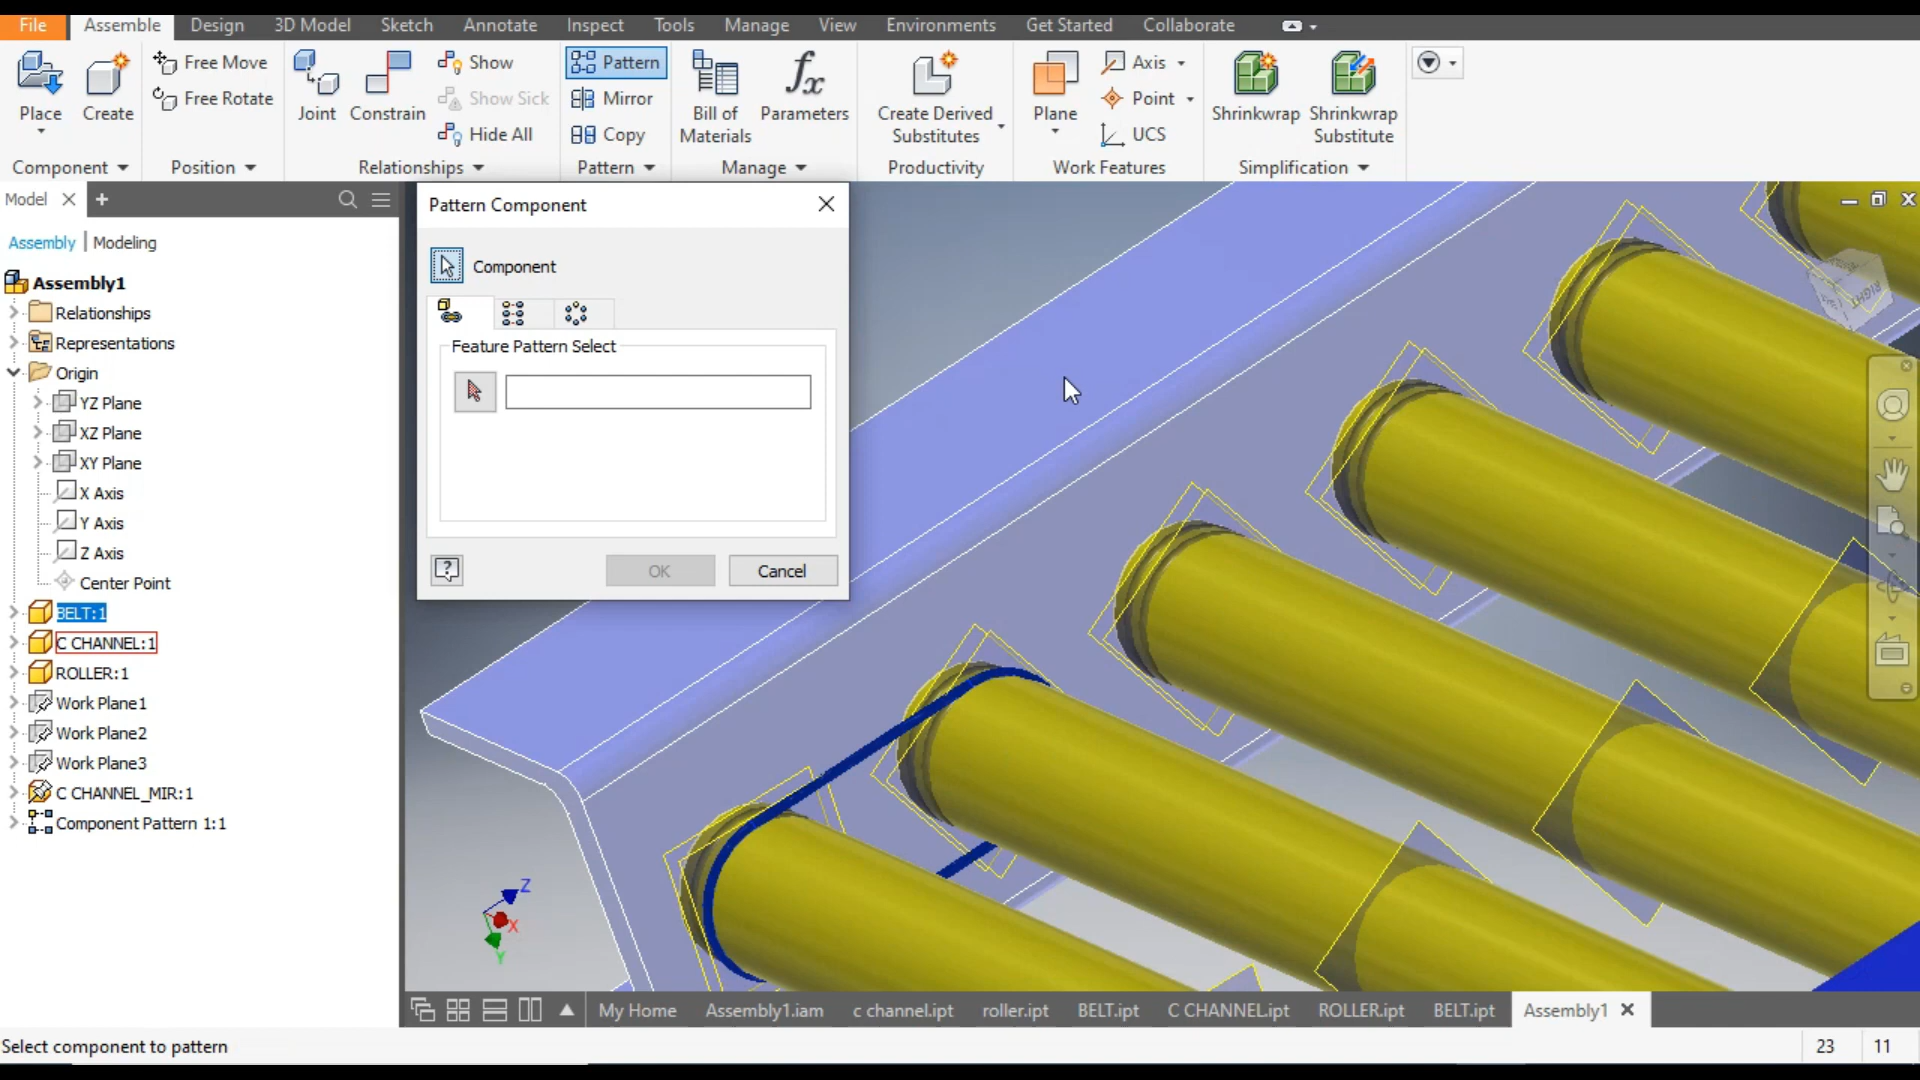 File Assemble Design 3D Model Sketch Annotate Inspect Tools Manage View Environments Get Started Collaborate
Place
Create
Free Move
Free Rotate
Joint
Constrain
Show
Show Sick
Hide All
Pattern
Mirror
Copy
Bill of
Materials
fx
Parameters
Create Derived
Substitutes
Plane
Axis
Point
UCS
Shrinkwrap
Shrinkwrap
Substitute
Component Position Relationships Pattern Manage Productivity Work Features Simplification
Model
Assembly | Modeling
Assembly1
Relationships
Representations
Origin
YZ Plane
XZ Plane
XY Plane
X Axis
Y Axis
Z Axis
Center Point
BELT:1
C CHANNEL:1
ROLLER:1
Work Plane1
Work Plane2
Work Plane3
C CHANNEL_MIR:1
Component Pattern 1:1
Pattern Component
Component
Feature Pattern Select
OK
Cancel
RIGHT
Z
X
Y
My Home Assembly1.iam c channel.ipt roller.ipt BELT.ipt C CHANNEL.ipt ROLLER.ipt BELT.ipt Assembly1
Select component to pattern
23 11